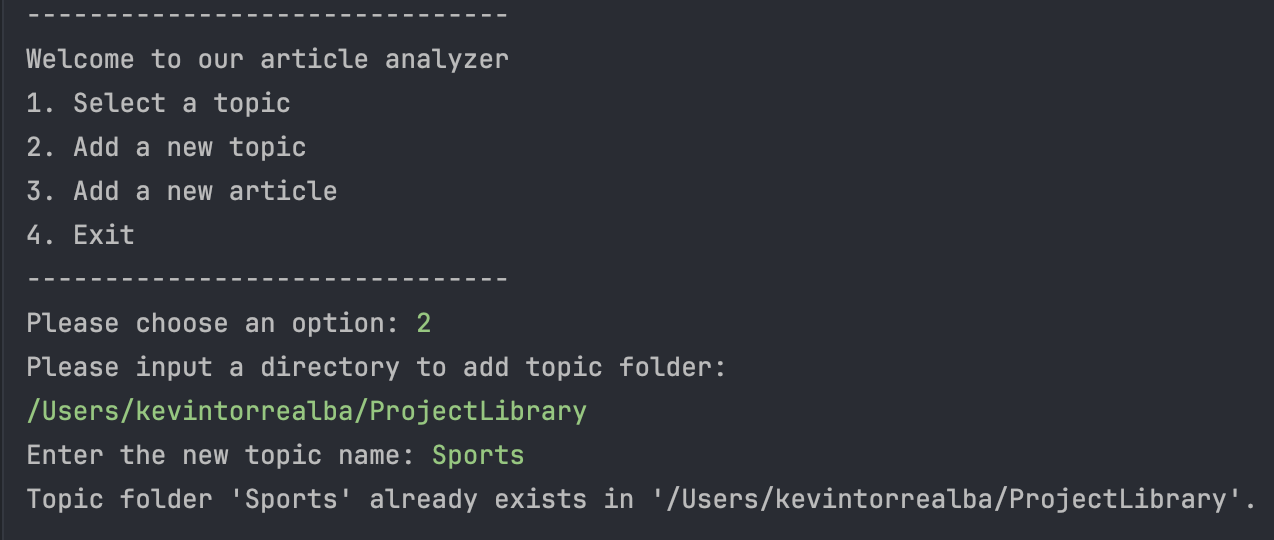 -------------------------------
Welcome to our article analyzer
1. Select a topic
2. Add a new topic
3. Add a new article
4. Exit
-------------------------------
Please choose an option: 2
Please input a directory to add topic folder:
/Users/kevintorrealba/ProjectLibrary
Enter the new topic name: Sports
Topic folder 'Sports' already exists in '/Users/kevintorrealba/ProjectLibrary'.